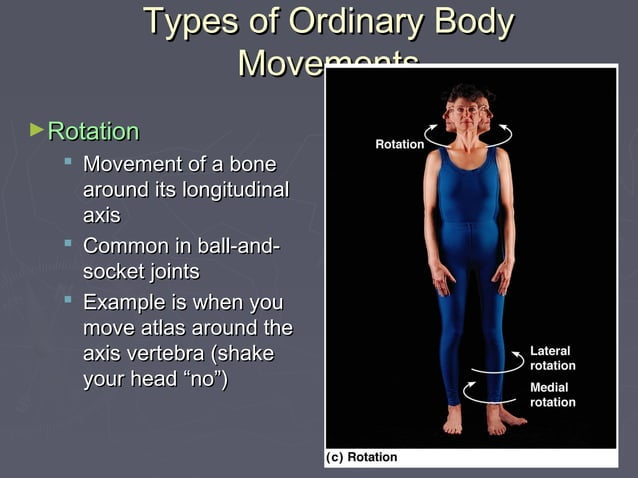 Types of Ordinary Body
Movements
►Rotation
▪ Movement of a bone
around its longitudinal
axis
▪ Common in ball-and-
socket joints
▪ Example is when you
move atlas around the
axis vertebra (shake
your head “no”)
Rotation
Lateral
rotation
Medial
rotation
(c) Rotation